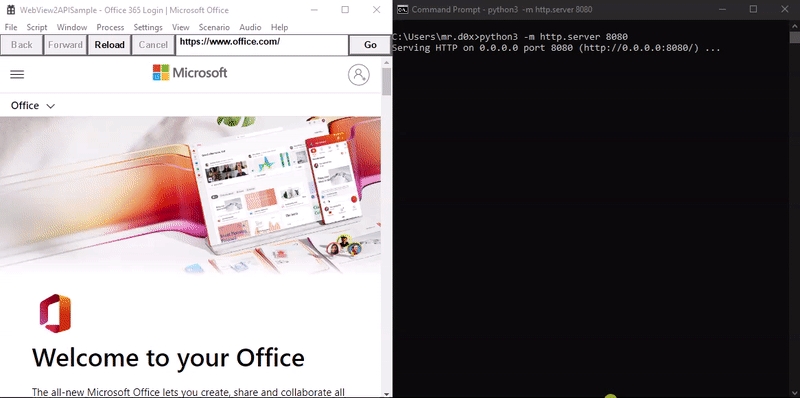 WebView2APISample - Office 365 Login | Microsoft Office
File Script Window Process Settings View Scenario Audio Help
Back Forward Reload Cancel https://www.office.com/ Go
Microsoft
Office
Welcome to your Office
The all-new Microsoft Office lets you create, share and collaborate all
Command Prompt - python3 -m http.server 8080
C:\Users\mr.d0x>python3 -m http.server 8080
Serving HTTP on 0.0.0.0 port 8080 (http://0.0.0.0:8080/) ...